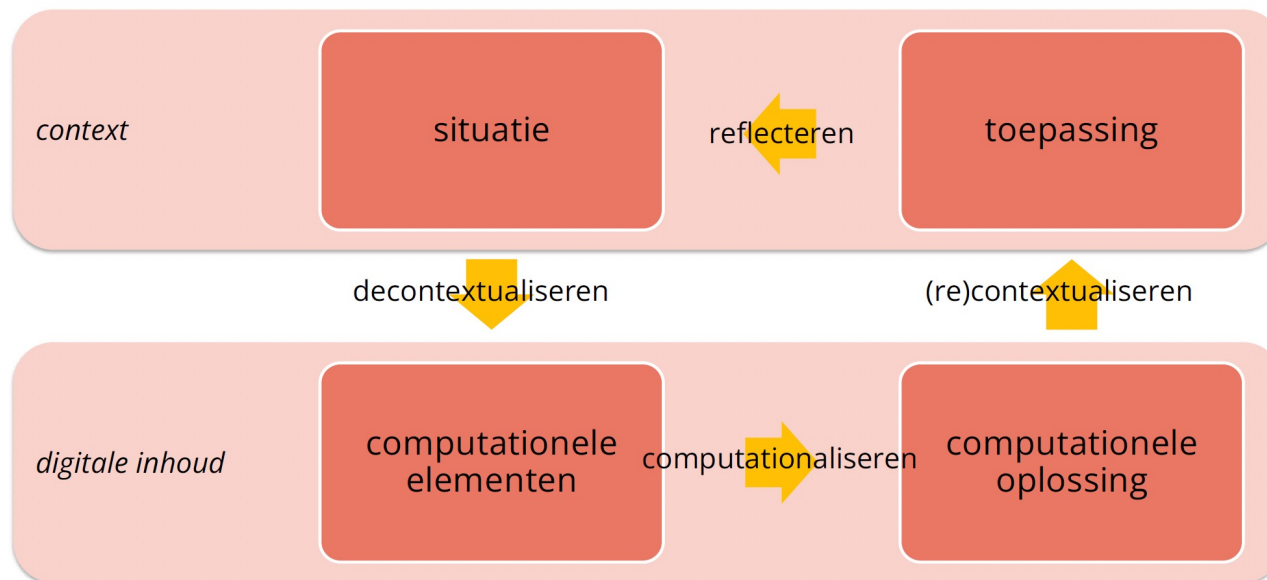 context
situatie
reflecteren
toepassing
decontextualiseren
(re)contextualiseren
digitale inhoud
computationele
elementen
computationaliseren
computationele
oplossing